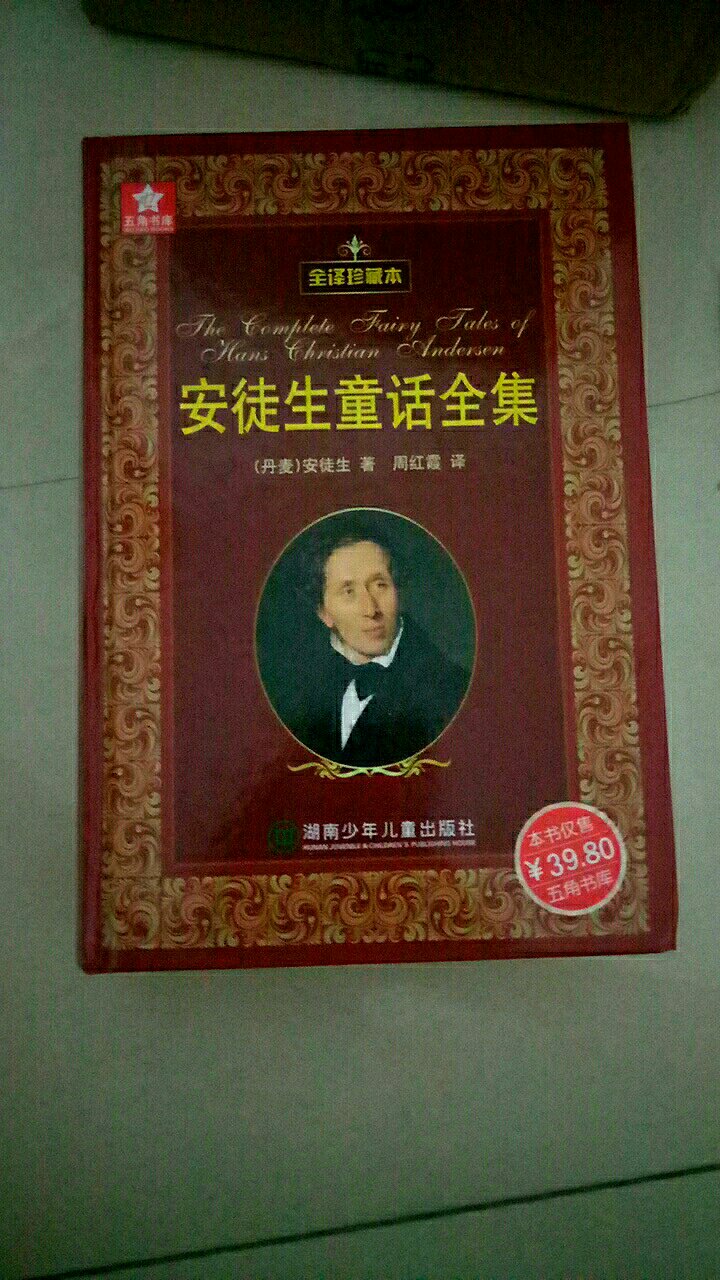 五角书库
全译珍藏本
The Complete Fairy Tales of
Hans Christian Andersen
安徒生童话全集
(丹麦)安徒生 著 周红霞 译
湖南少年儿童出版社
HUNAN JUVENILE & CHILDREN'S PUBLISHING HOUSE
本书仅售
¥39.80
五角书库